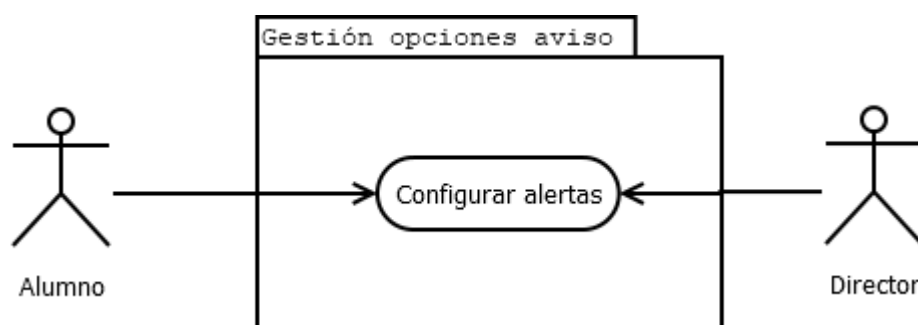 Gestión opciones aviso
Configurar alertas
Alumno
Director